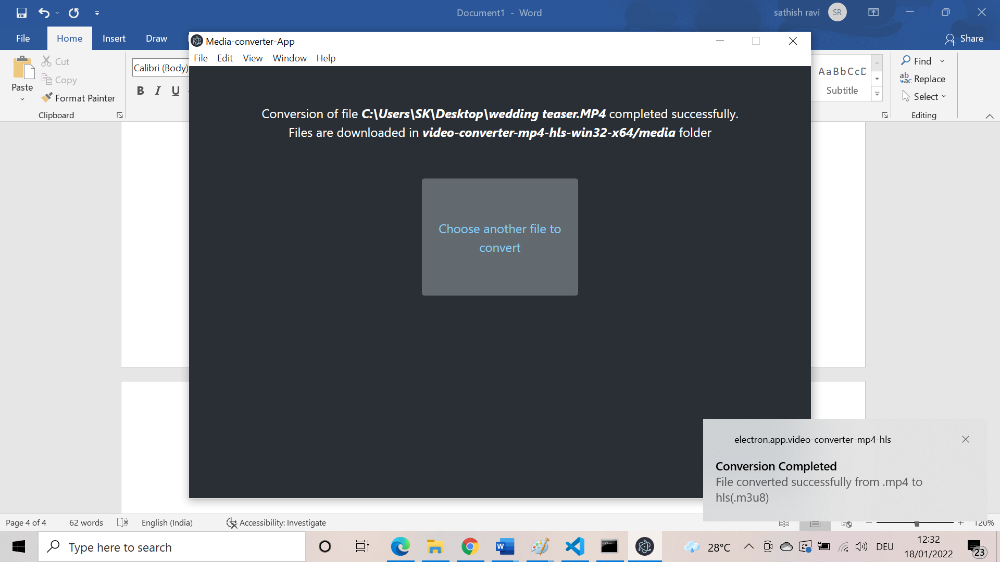 Document1 - Word
sathish ravi
SR
File
Home
Insert
Draw
Share
Paste
Cut
Copy
Format Painter
Clipboard
Calibri (Body)
B I U
AaBbCcD
Subtitle
Find
Replace
Select
Editing
Media-converter-App
File Edit View Window Help
Conversion of file C:\Users\SK\Desktop\wedding teaser.MP4 completed successfully.
Files are downloaded in video-converter-mp4-hls-win32-x64/media folder
Choose another file to
convert
electron.app.video-converter-mp4-hls
Conversion Completed
File converted successfully from .mp4 to
hls(.m3u8)
Page 4 of 4
62 words
English (India)
Accessibility: Investigate
120%
Type here to search
28°C
DEU
12:32
18/01/2022
23